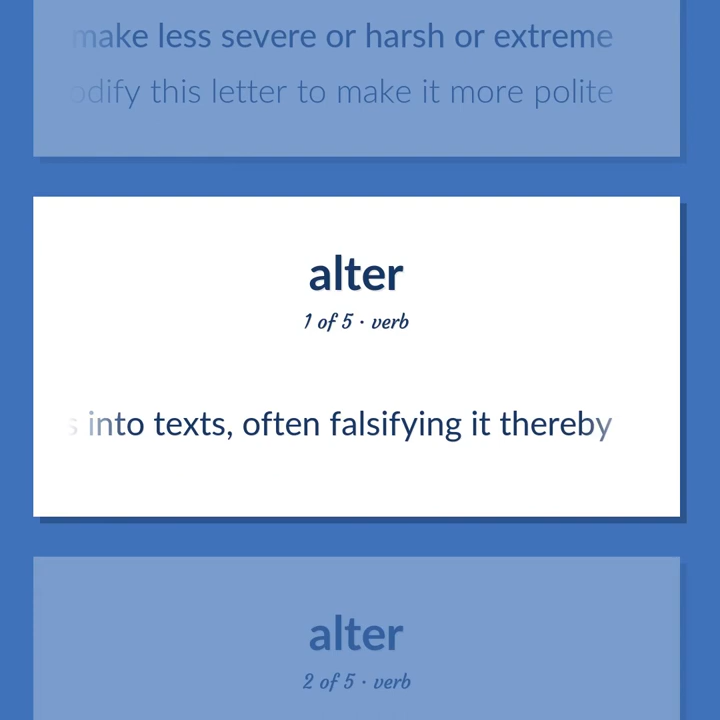 make less severe or harsh or extreme
this letter to make it more polite
alter
1 of 5 · verb
into texts, often falsifying it thereby
alter
2 of 5 · verb